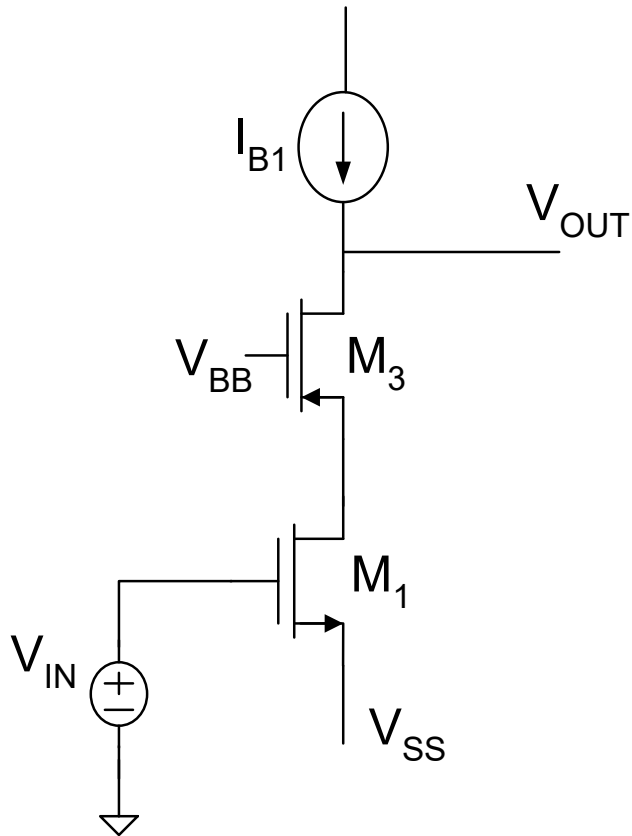 I_B1
V_OUT
V_BB
M_3
M_1
V_IN
+
−
V_SS